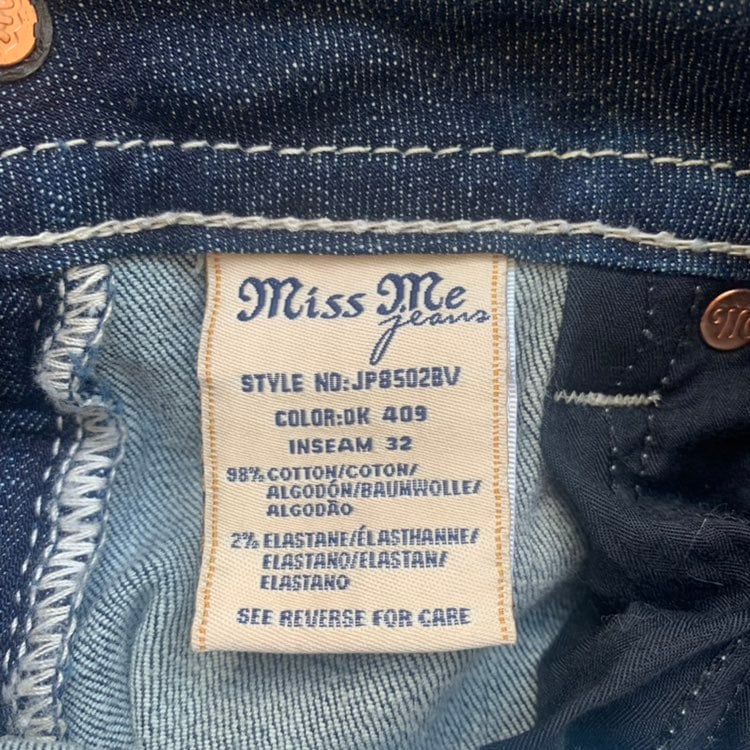 Miss Me
jeans
STYLE NO:JP8502BV
COLOR:DK 409
INSEAM 32
98% COTTON/COTON/
ALGODÓN/BAUMWOLLE/
ALGODÃO
2% ELASTANE/ÉLASTHANNE/
ELASTANO/ELASTAN/
ELASTANO
SEE REVERSE FOR CARE